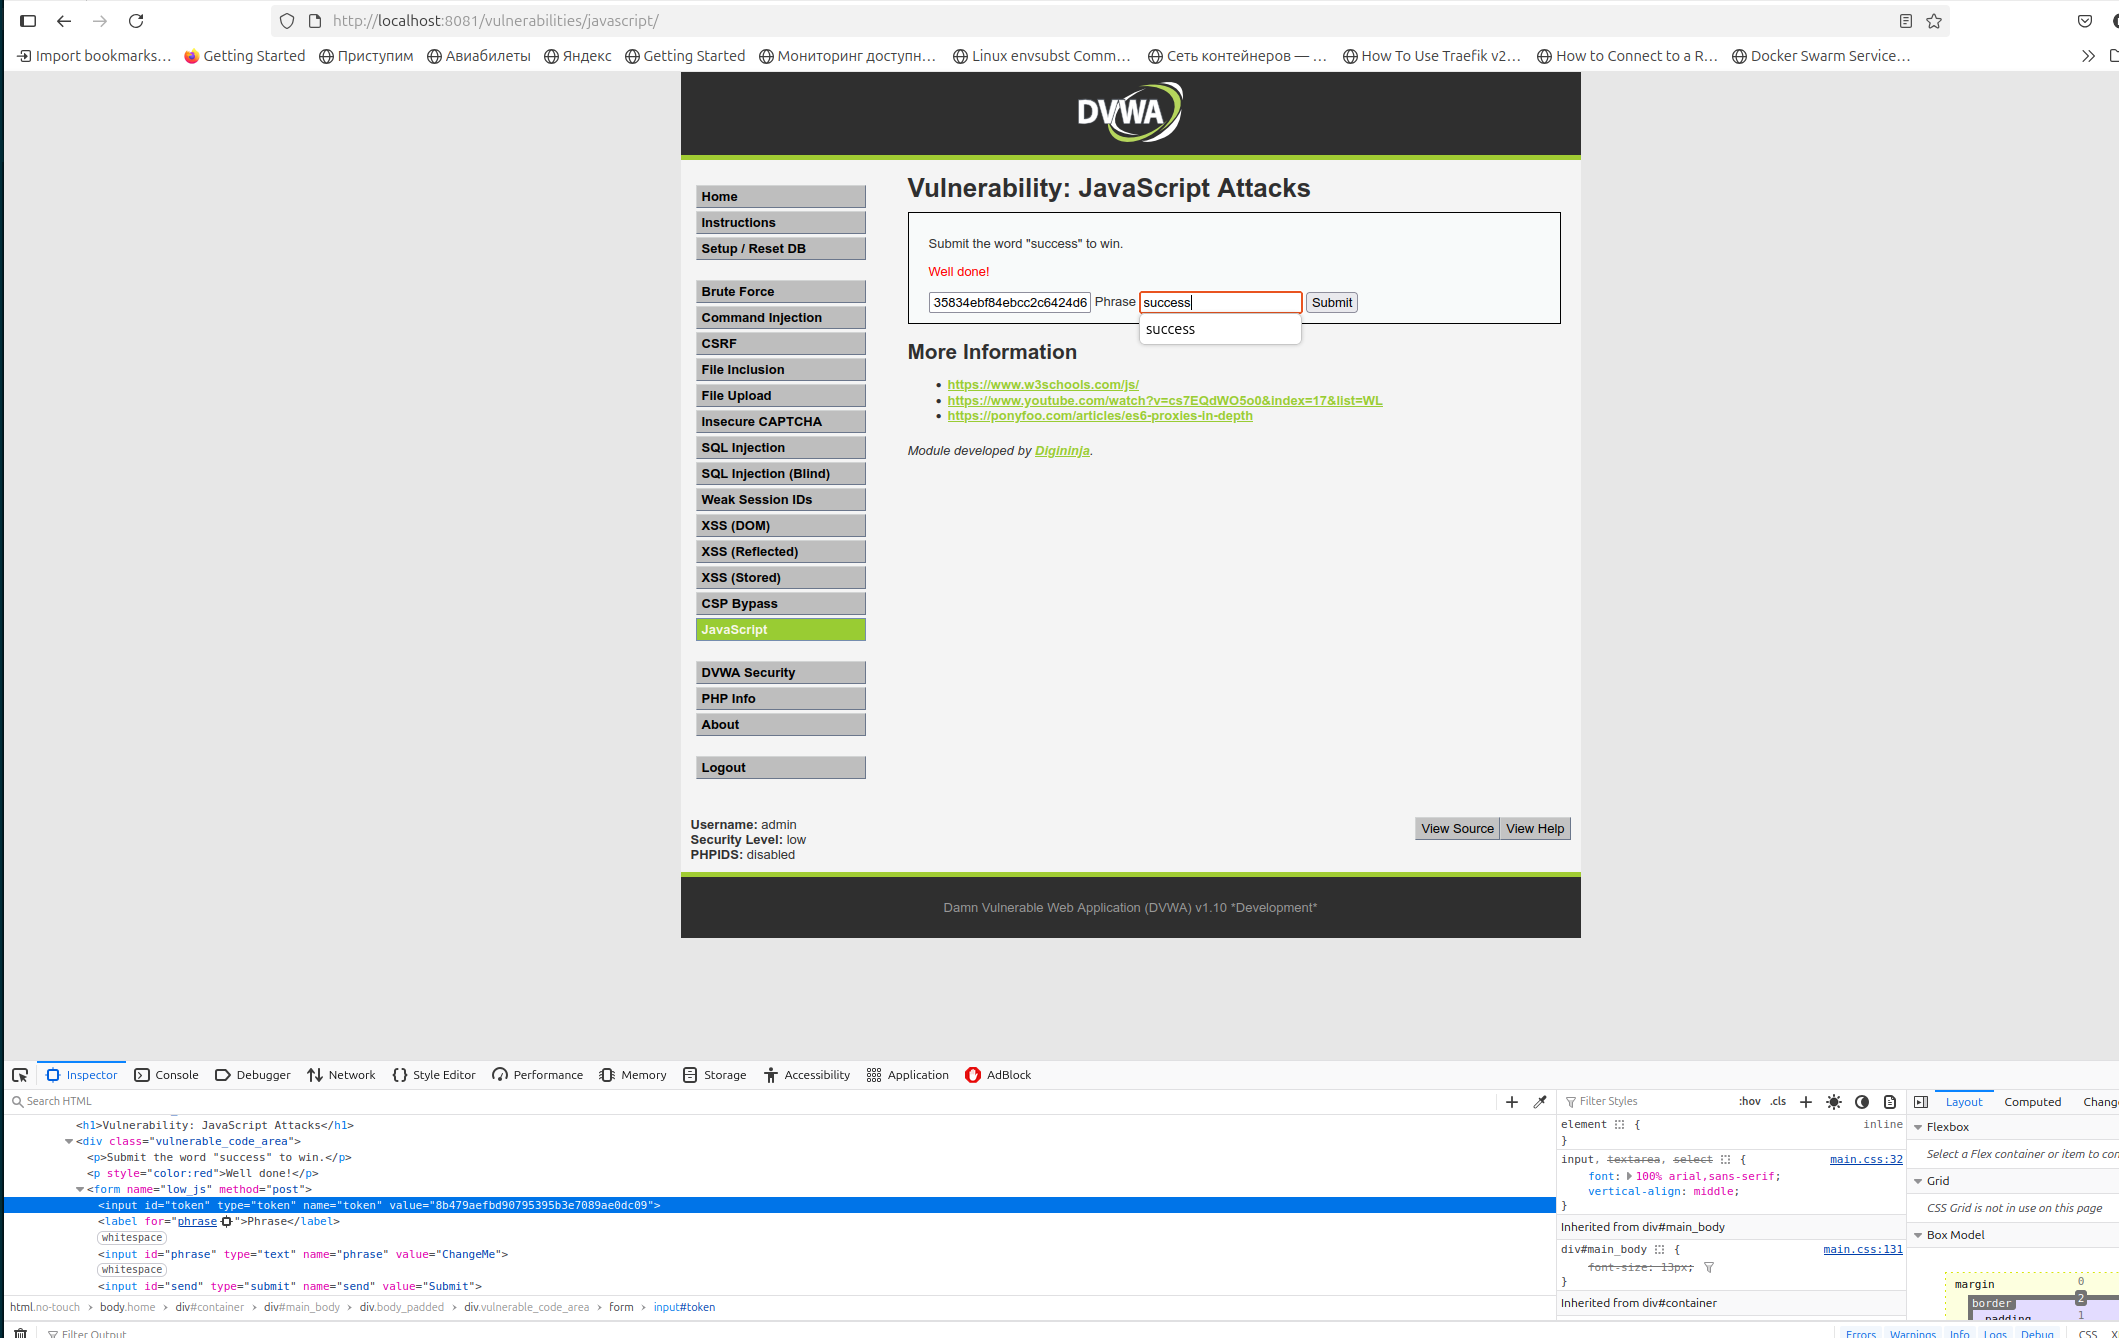 http://localhost:8081/vulnerabilities/javascript/
Import bookmarks… Getting Started Приступим Авиабилеты Яндекс Getting Started Мониторинг доступн… Linux envsubst Comm… Сеть контейнеров — … How To Use Traefik v2… How to Connect to a R… Docker Swarm Service…
DVWA
Home
Instructions
Setup / Reset DB
Brute Force
Command Injection
CSRF
File Inclusion
File Upload
Insecure CAPTCHA
SQL Injection
SQL Injection (Blind)
Weak Session IDs
XSS (DOM)
XSS (Reflected)
XSS (Stored)
CSP Bypass
JavaScript
DVWA Security
PHP Info
About
Logout
Vulnerability: JavaScript Attacks
Submit the word "success" to win.
Well done!
35834ebf84ebcc2c6424d6 Phrase success Submit
success
More Information
https://www.w3schools.com/js/
https://www.youtube.com/watch?v=cs7EQdWO5o0&index=17&list=WL
https://ponyfoo.com/articles/es6-proxies-in-depth
Module developed by Digininja.
Username: admin
Security Level: low
PHPIDS: disabled
View Source View Help
Damn Vulnerable Web Application (DVWA) v1.10 *Development*
Inspector Console Debugger Network Style Editor Performance Memory Storage Accessibility Application AdBlock
Search HTML
<h1>Vulnerability: JavaScript Attacks</h1>
<div class="vulnerable_code_area">
<p>Submit the word "success" to win.</p>
<p style="color:red">Well done!</p>
<form name="low_js" method="post">
<input id="token" type="token" name="token" value="8b479aefbd90795395b3e7089ae0dc09">
<label for="phrase">Phrase</label>
whitespace
<input id="phrase" type="text" name="phrase" value="ChangeMe">
whitespace
<input id="send" type="submit" name="send" value="Submit">
html.no-touch › body.home › div#container › div#main_body › div.body_padded › div.vulnerable_code_area › form › input#token
Filter Output
Filter Styles :hov .cls
element { inline
}
input, textarea, select { main.css:32
font: 100% arial,sans-serif;
vertical-align: middle;
}
Inherited from div#main_body
div#main_body { main.css:131
font-size: 13px;
}
Inherited from div#container
Layout Computed Chang
Flexbox
Select a Flex container or item to con
Grid
CSS Grid is not in use on this page
Box Model
margin 0
border 2
padding 1
Errors Warnings Info Logs Debug CSS X